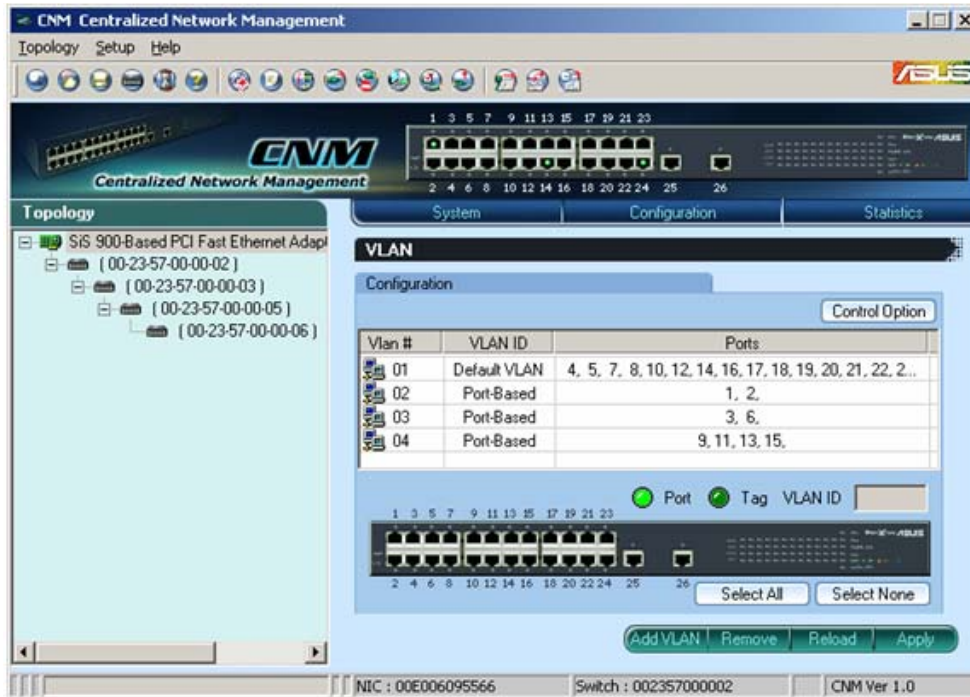 CNM Centralized Network Management
Topology Setup Help
ASUS
1 3 5 7 9 11 13 15 17 19 21 23
CNM
Centralized Network Management
2 4 6 8 10 12 14 16 18 20 22 24 25 26
Topology
System Configuration Statistics
SiS 900-Based PCI Fast Ethernet Adapt
( 00-23-57-00-00-02 )
( 00-23-57-00-00-03 )
( 00-23-57-00-00-05 )
( 00-23-57-00-00-06 )
VLAN
Configuration
Control Option
Vlan # VLAN ID Ports
01 Default VLAN 4, 5, 7, 8, 10, 12, 14, 16, 17, 18, 19, 20, 21, 22, 2...
02 Port-Based 1, 2,
03 Port-Based 3, 6,
04 Port-Based 9, 11, 13, 15,
Port Tag VLAN ID
1 3 5 7 9 11 13 15 17 19 21 23
2 4 6 8 10 12 14 16 18 20 22 24 25 26
Select All Select None
Add VLAN Remove Reload Apply
NIC : 00E006095566 Switch : 002357000002 CNM Ver 1.0